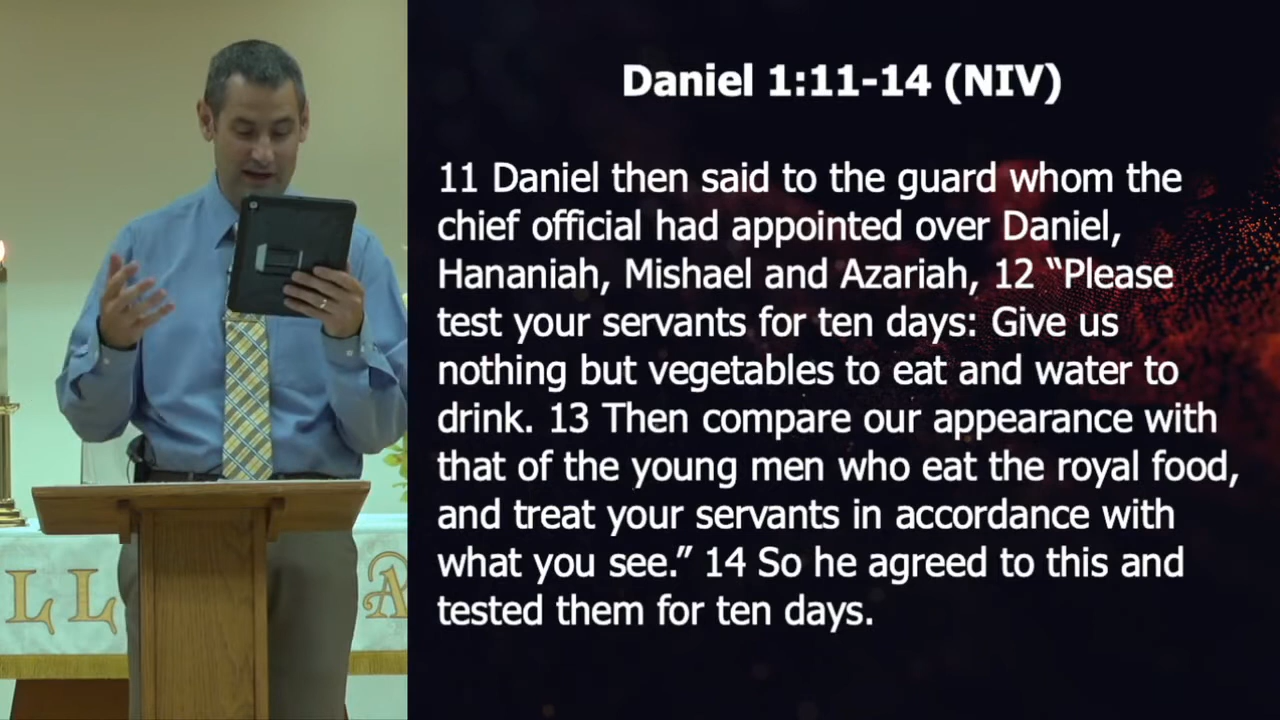 Daniel 1:11-14 (NIV)
11 Daniel then said to the guard whom the
chief official had appointed over Daniel,
Hananiah, Mishael and Azariah, 12 “Please
test your servants for ten days: Give us
nothing but vegetables to eat and water to
drink. 13 Then compare our appearance with
that of the young men who eat the royal food,
and treat your servants in accordance with
what you see.” 14 So he agreed to this and
tested them for ten days.
LL A